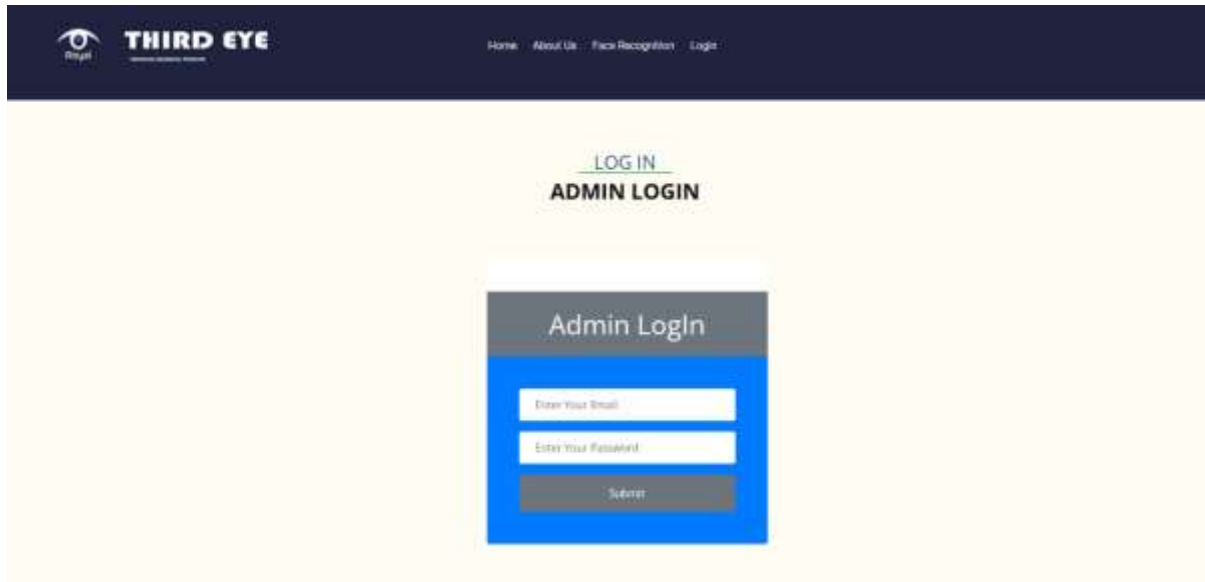 Royal
THIRD EYE
Home About Us Face Recognition Login
LOG IN
ADMIN LOGIN
Admin LogIn
Enter Your Email
Enter Your Password
Submit